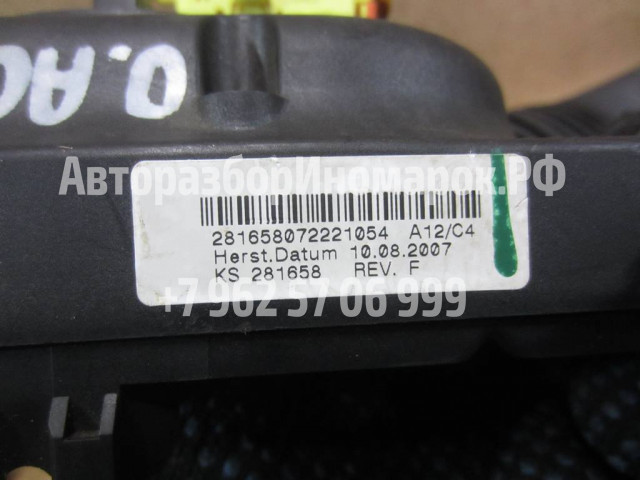 O.AC
АвторазборИномарок.РФ
281658072221054 A12/C4
Herst.Datum 10.08.2007
KS 281658 REV. F
+7 962 57 06 999